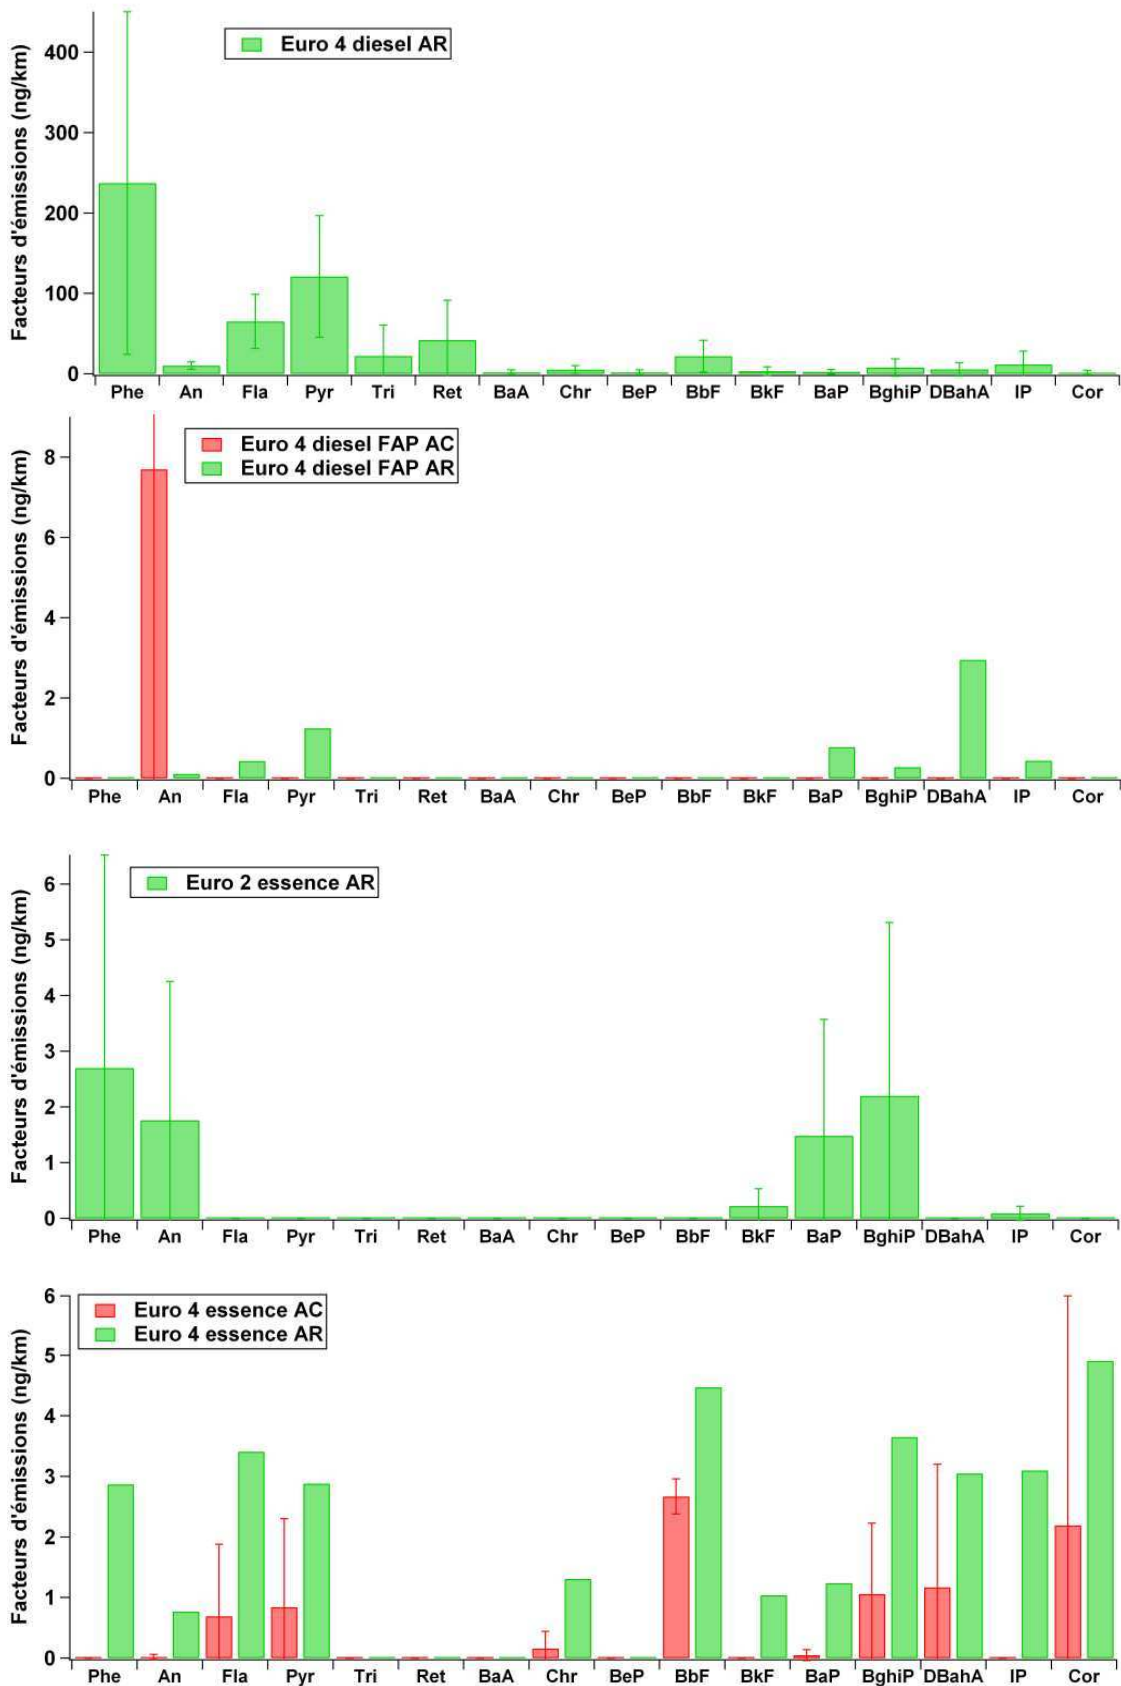 Facteurs d'émissions (ng/km)
400
300
200
100
0
Euro 4 diesel AR
Phe An Fla Pyr Tri Ret BaA Chr BeP BbF BkF BaP BghiP DBahA IP Cor
Facteurs d'émissions (ng/km)
8
6
4
2
0
Euro 4 diesel FAP AC
Euro 4 diesel FAP AR
Phe An Fla Pyr Tri Ret BaA Chr BeP BbF BkF BaP BghiP DBahA IP Cor
Facteurs d'émissions (ng/km)
6
5
4
3
2
1
0
Euro 2 essence AR
Phe An Fla Pyr Tri Ret BaA Chr BeP BbF BkF BaP BghiP DBahA IP Cor
Facteurs d'émissions (ng/km)
6
5
4
3
2
1
0
Euro 4 essence AC
Euro 4 essence AR
Phe An Fla Pyr Tri Ret BaA Chr BeP BbF BkF BaP BghiP DBahA IP Cor